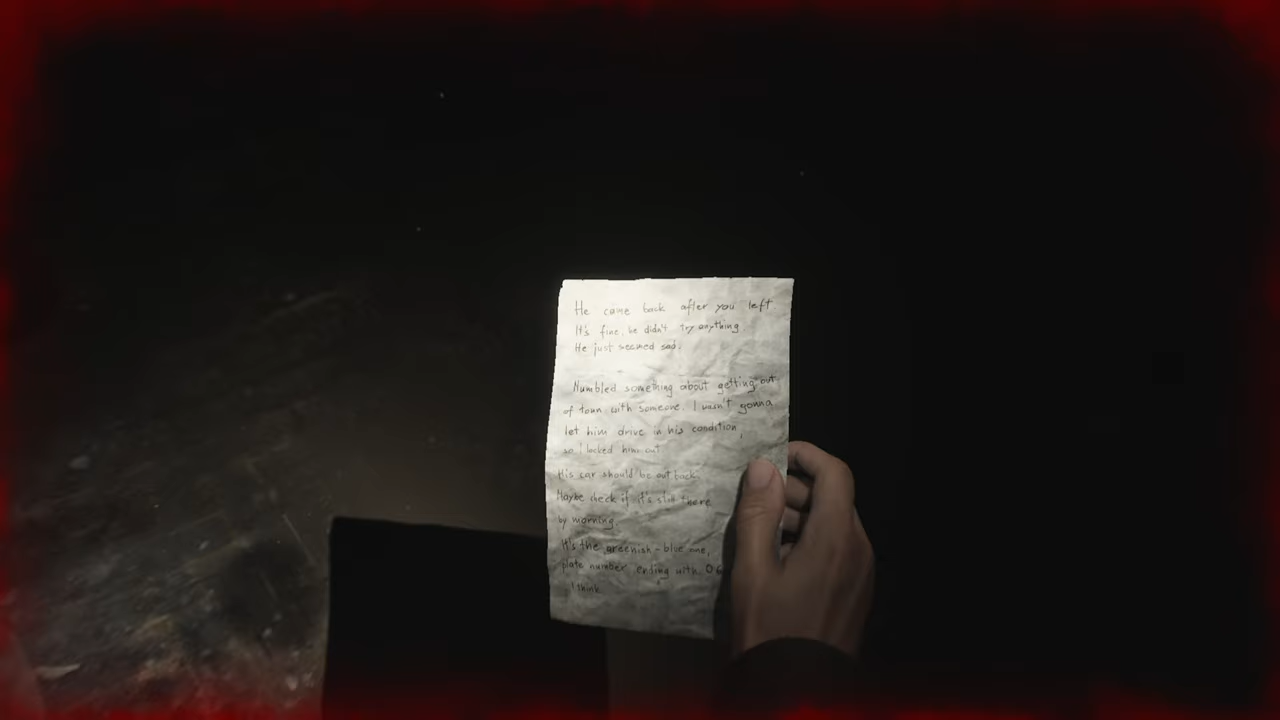 He came back after you left
It's fine, he didn't try anything.
He just seemed sad.
Mumbled something about getting out
of town with someone. I wasn't gonna
let him drive in his condition,
so I locked him out
His car should be out back.
Maybe check if it's still there
by morning.
It's the greenish-blue one,
plate number ending with 06
I think